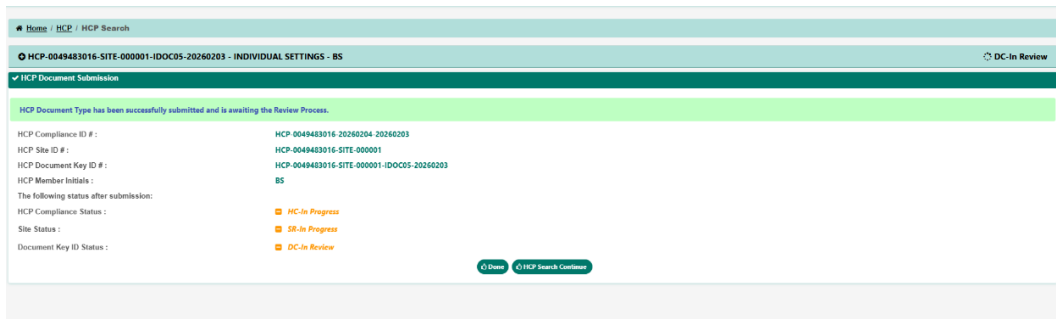 Home / HCP / HCP Search
HCP-0049483016-SITE-000001-IDOC05-20260203 - INDIVIDUAL SETTINGS - BS DC-In Review
HCP Document Submission
HCP Document Type has been successfully submitted and is awaiting the Review Process.
HCP Compliance ID # : HCP-0049483016-20260204-20260203
HCP Site ID # : HCP-0049483016-SITE-000001
HCP Document Key ID # : HCP-0049483016-SITE-000001-IDOC05-20260203
HCP Member Initials : BS
The following status after submission:
HCP Compliance Status : HC-In Progress
Site Status : SR-In Progress
Document Key ID Status : DC-In Review
Done HCP Search Continue